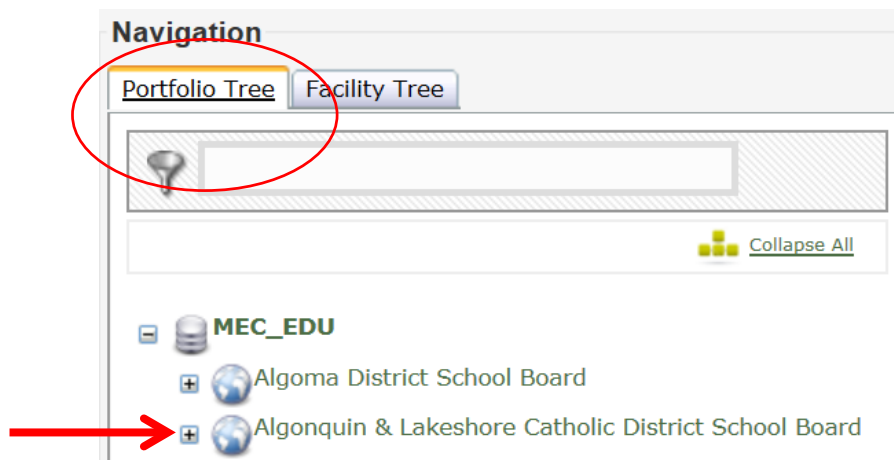 Navigation
Portfolio Tree Facility Tree
Collapse All
MEC_EDU
Algoma District School Board
Algonquin & Lakeshore Catholic District School Board